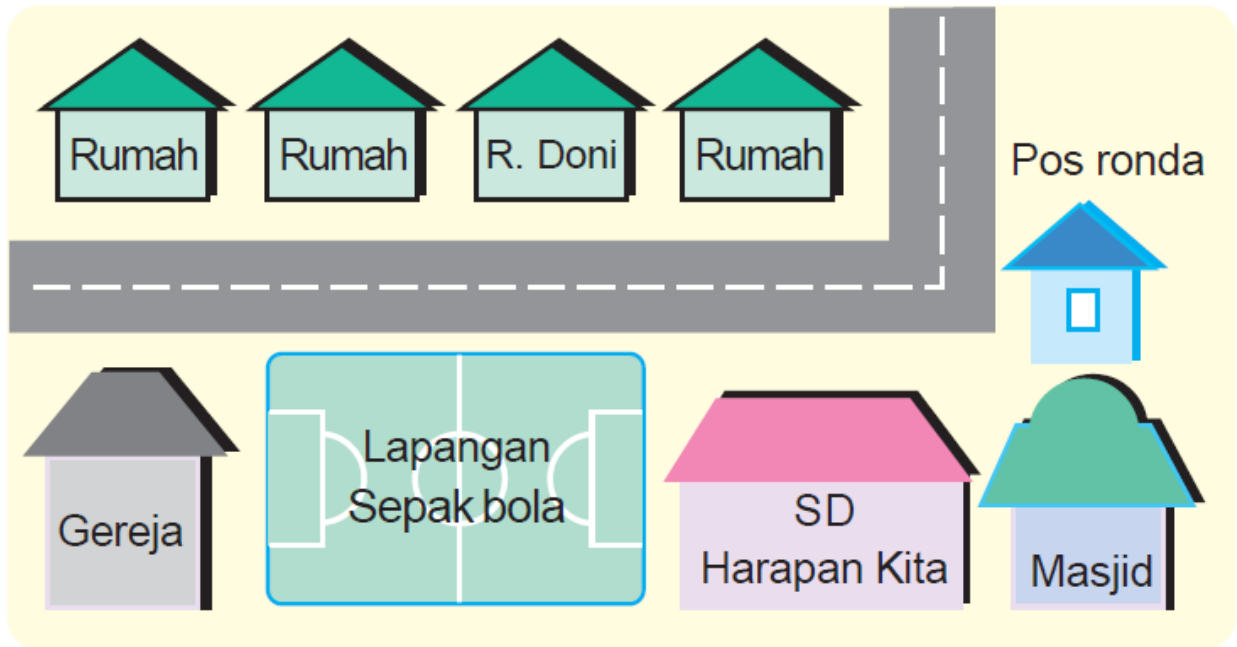 Rumah
Rumah
R. Doni
Rumah
Pos ronda
Gereja
Lapangan
Sepak bola
SD
Harapan Kita
Masjid